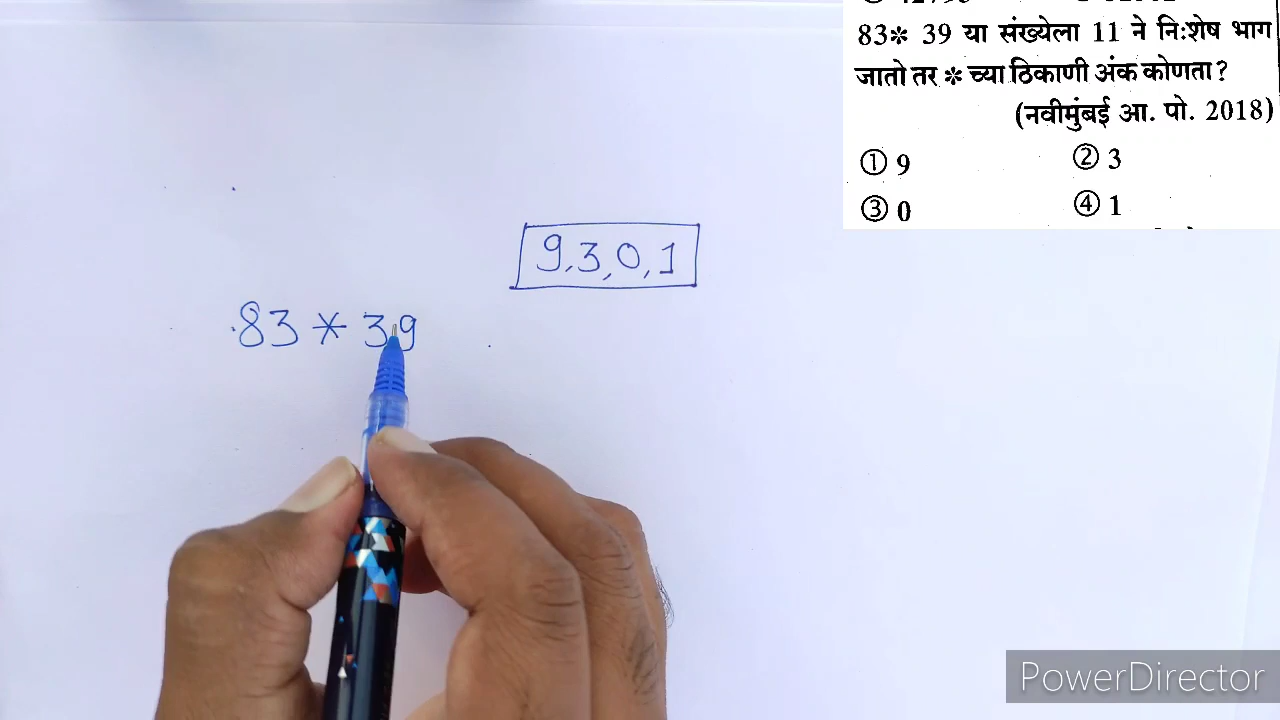 83* 39 या संख्येला 11 ने नि:शेष भाग
जातो तर * च्या ठिकाणी अंक कोणता?
(नवीमुंबई आ. पो. 2018)
① 9 ② 3
③ 0 ④ 1
9,3,0,1
83 * 39
PowerDirector